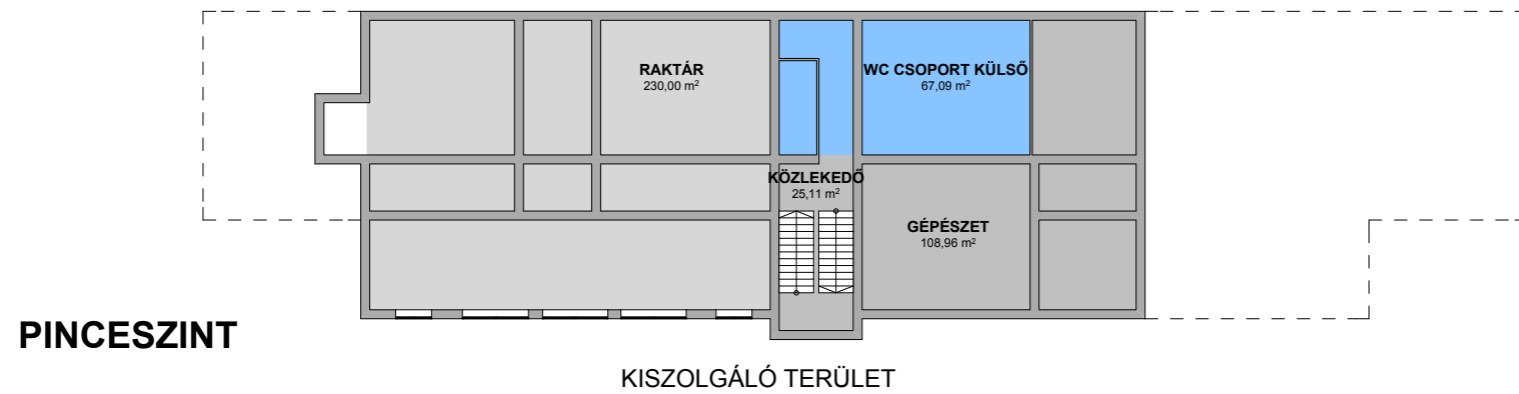 RAKTÁR
230,00 m²
WC CSOPORT KÜLSŐ
67,09 m²
KÖZLEKEDŐ
25,11 m²
GÉPÉSZET
108,96 m²
PINCESZINT
KISZOLGÁLÓ TERÜLET